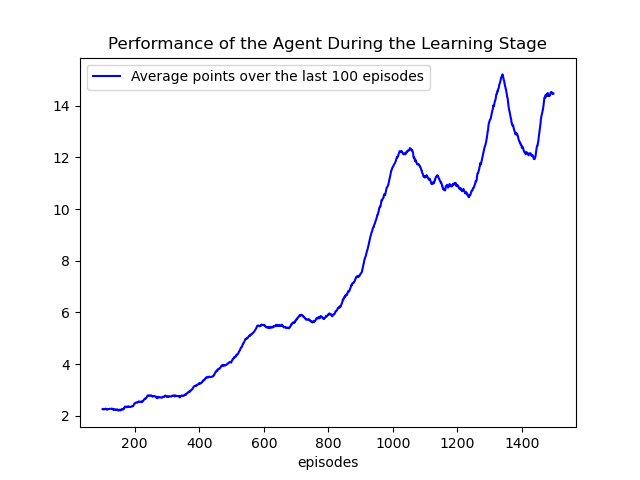 Performance of the Agent During the Learning Stage
Average points over the last 100 episodes
14
12
10
8
6
4
2
200 400 600 800 1000 1200 1400
episodes